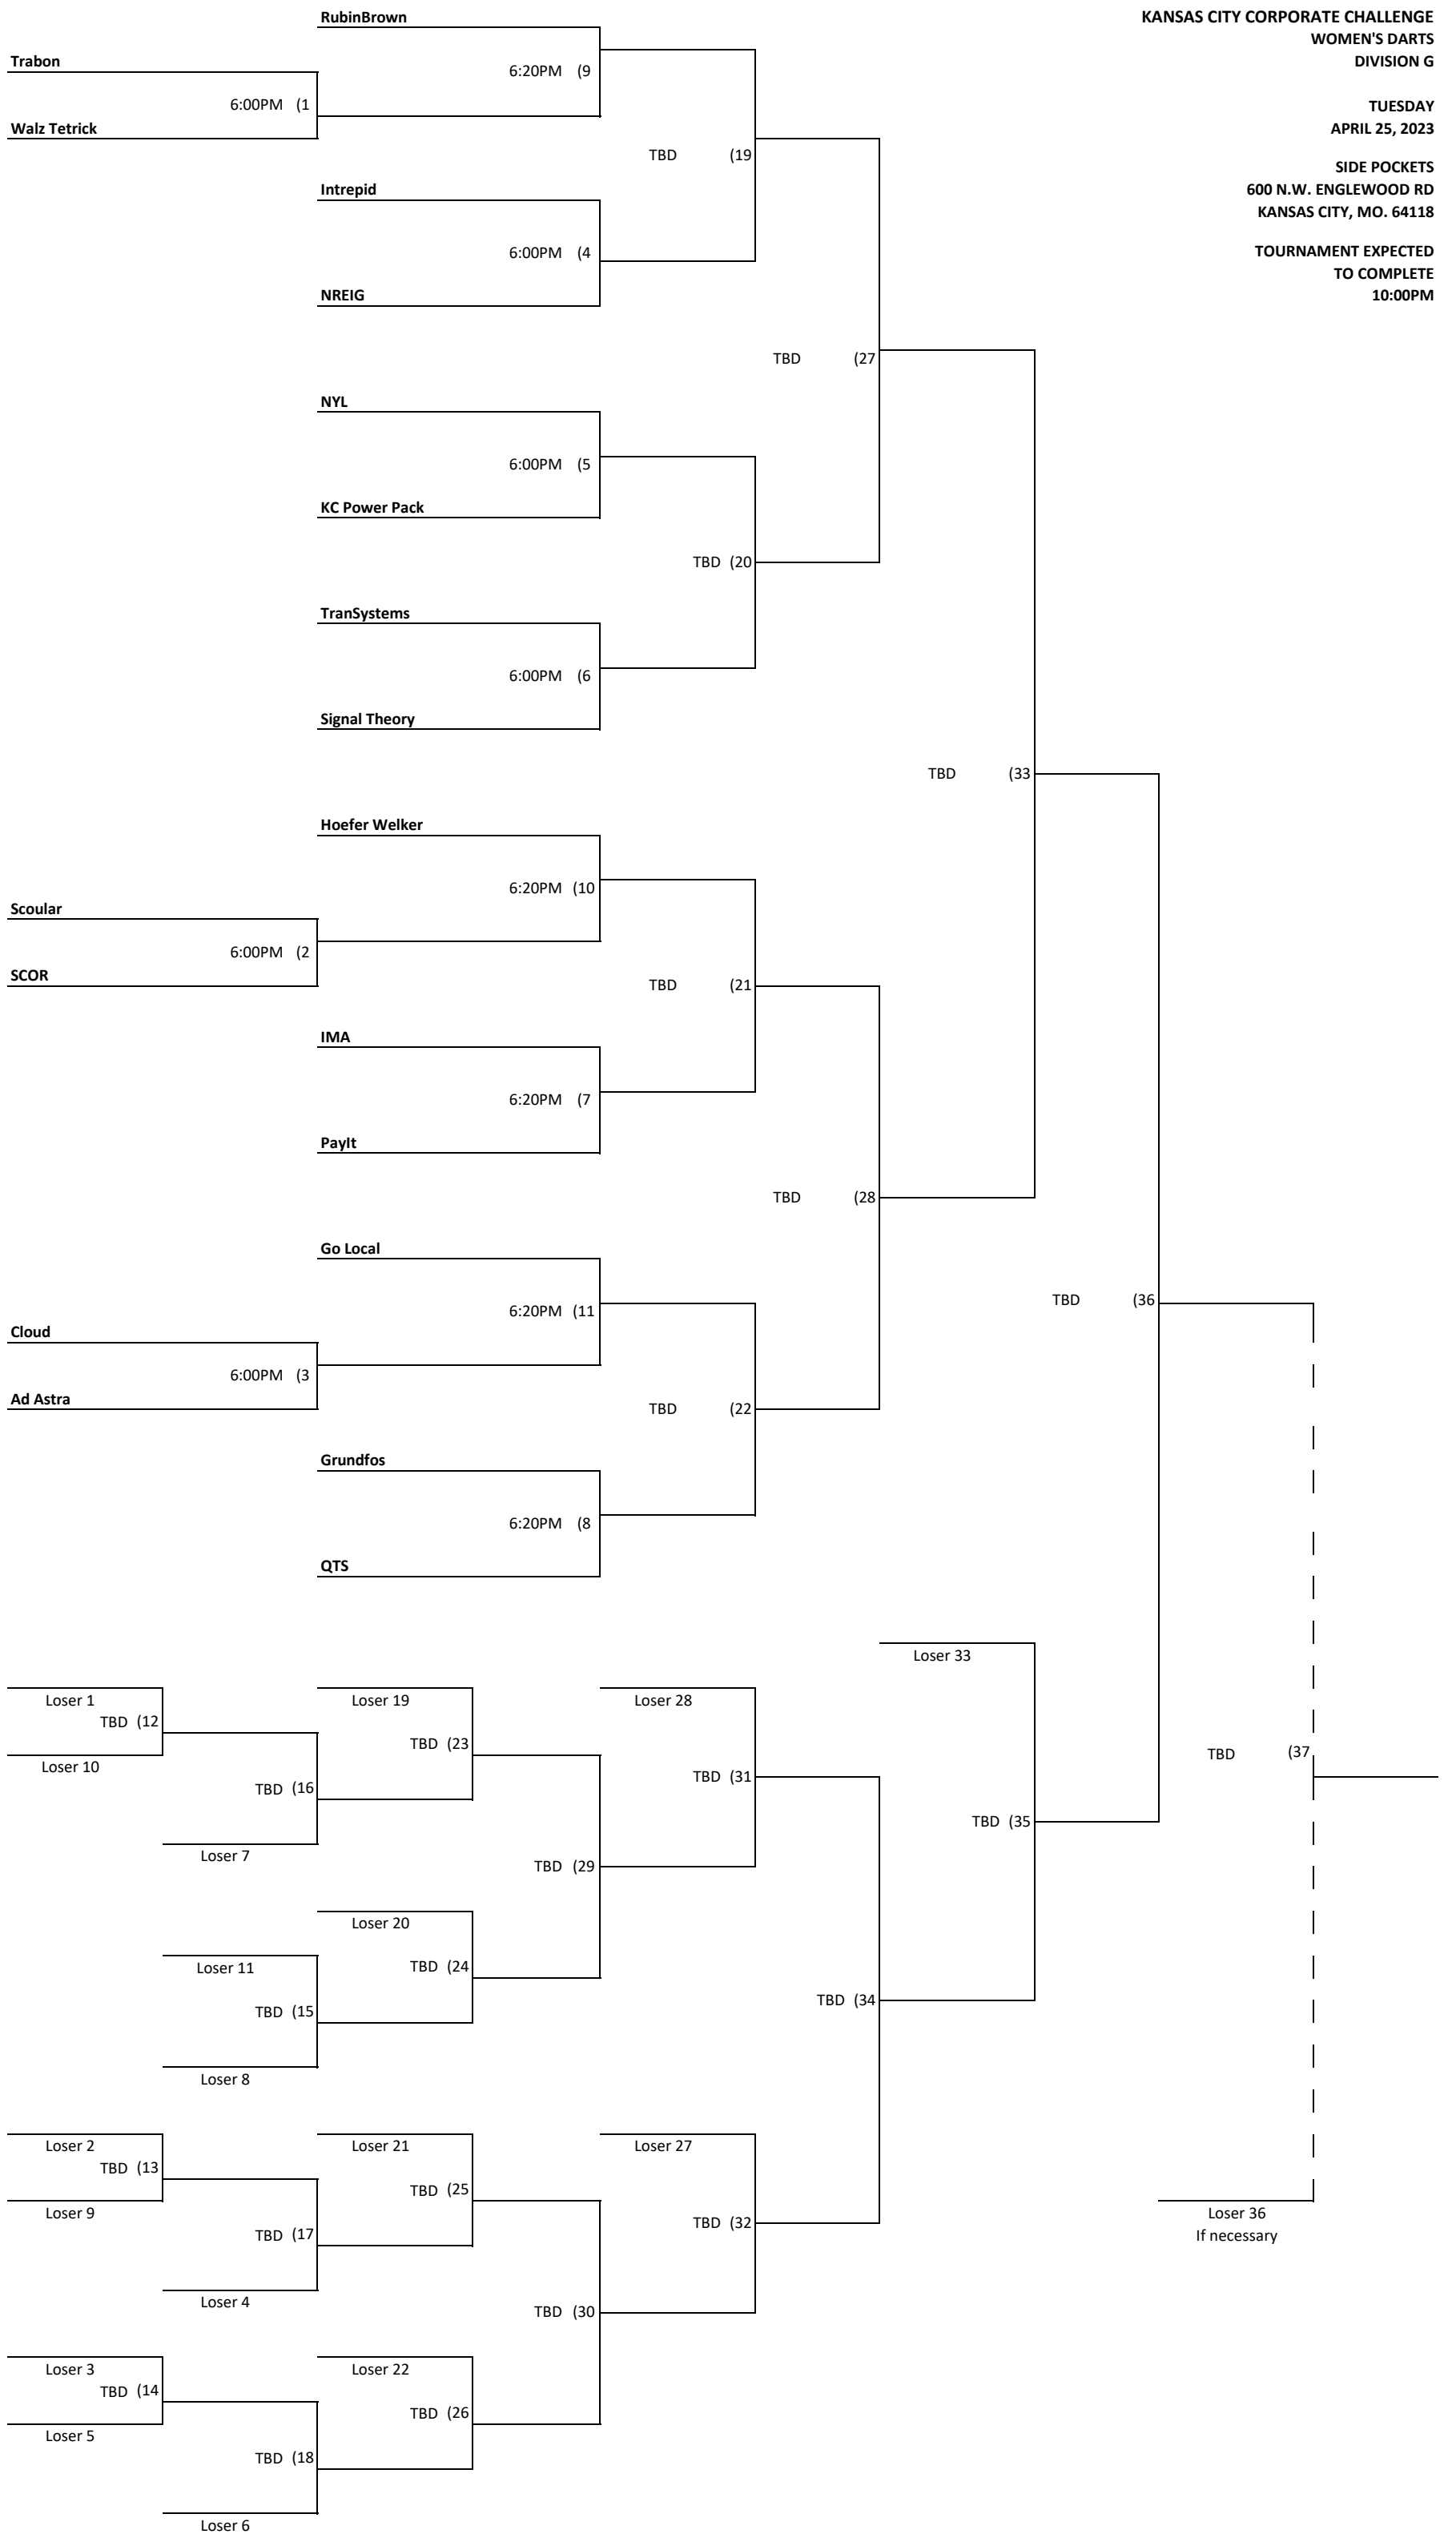 RubinBrown
KANSAS CITY CORPORATE CHALLENGE
WOMEN'S DARTS
DIVISION G
Trabon
6:20PM (9
6:00PM (1
TUESDAY
APRIL 25, 2023
Walz Tetrick
TBD (19
SIDE POCKETS
600 N.W. ENGLEWOOD RD
KANSAS CITY, MO. 64118
Intrepid
6:00PM (4
TOURNAMENT EXPECTED
TO COMPLETE
10:00PM
NREIG
TBD (27
NYL
6:00PM (5
KC Power Pack
TBD (20
TranSystems
6:00PM (6
Signal Theory
TBD (33
Hoefer Welker
6:20PM (10
Scoular
6:00PM (2
SCOR
TBD (21
IMA
6:20PM (7
PayIt
TBD (28
Go Local
6:20PM (11
TBD (36
Cloud
6:00PM (3
Ad Astra
TBD (22
Grundfos
6:20PM (8
QTS
Loser 33
Loser 1
Loser 19
Loser 28
TBD (12
TBD (23
Loser 10
TBD (31
TBD (37
TBD (16
TBD (35
Loser 7
TBD (29
Loser 20
Loser 11
TBD (24
TBD (15
TBD (34
Loser 8
Loser 2
Loser 21
Loser 27
TBD (13
TBD (25
Loser 9
TBD (32
Loser 36
If necessary
TBD (17
Loser 4
TBD (30
Loser 3
Loser 22
TBD (14
TBD (26
Loser 5
TBD (18
Loser 6